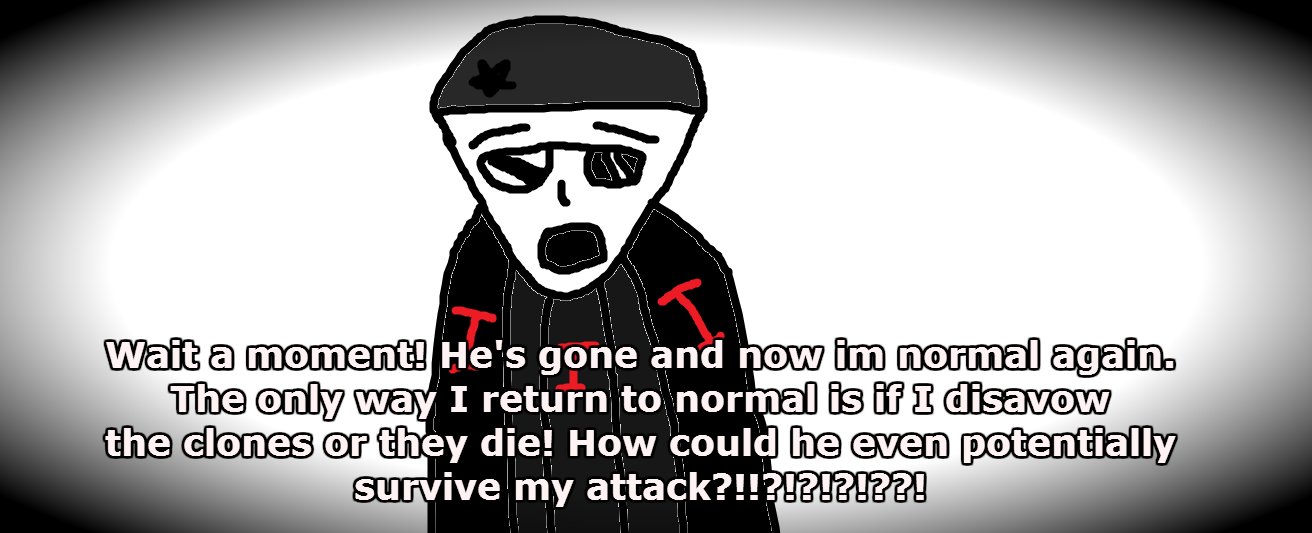 Wait a moment! He's gone and now im normal again.
The only way I return to normal is if I disavow
the clones or they die! How could he even potentially
survive my attack?!!?!?!?!??!
I I I